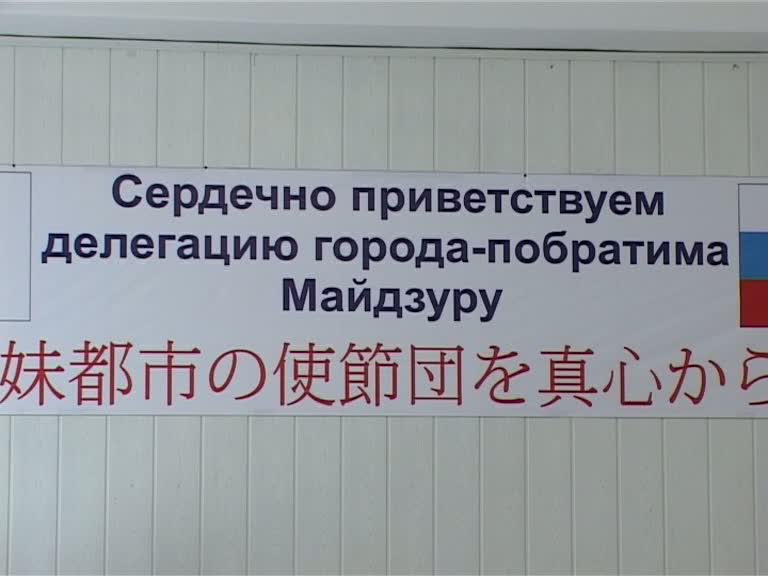 Сердечно приветствуем
делегацию города-побратима
Майдзуру
妹都市の使節団を真心から